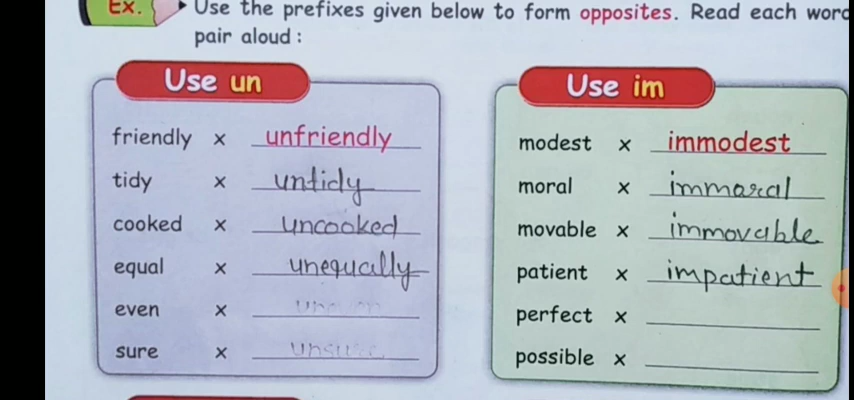 Ex.
Use the prefixes given below to form opposites. Read each word
pair aloud :
Use un
friendly x unfriendly
tidy x untidy
cooked x uncooked
equal x unequally
even x
sure x unsure
Use im
modest x immodest
moral x immoral
movable x immovable
patient x impatient
perfect x
possible x